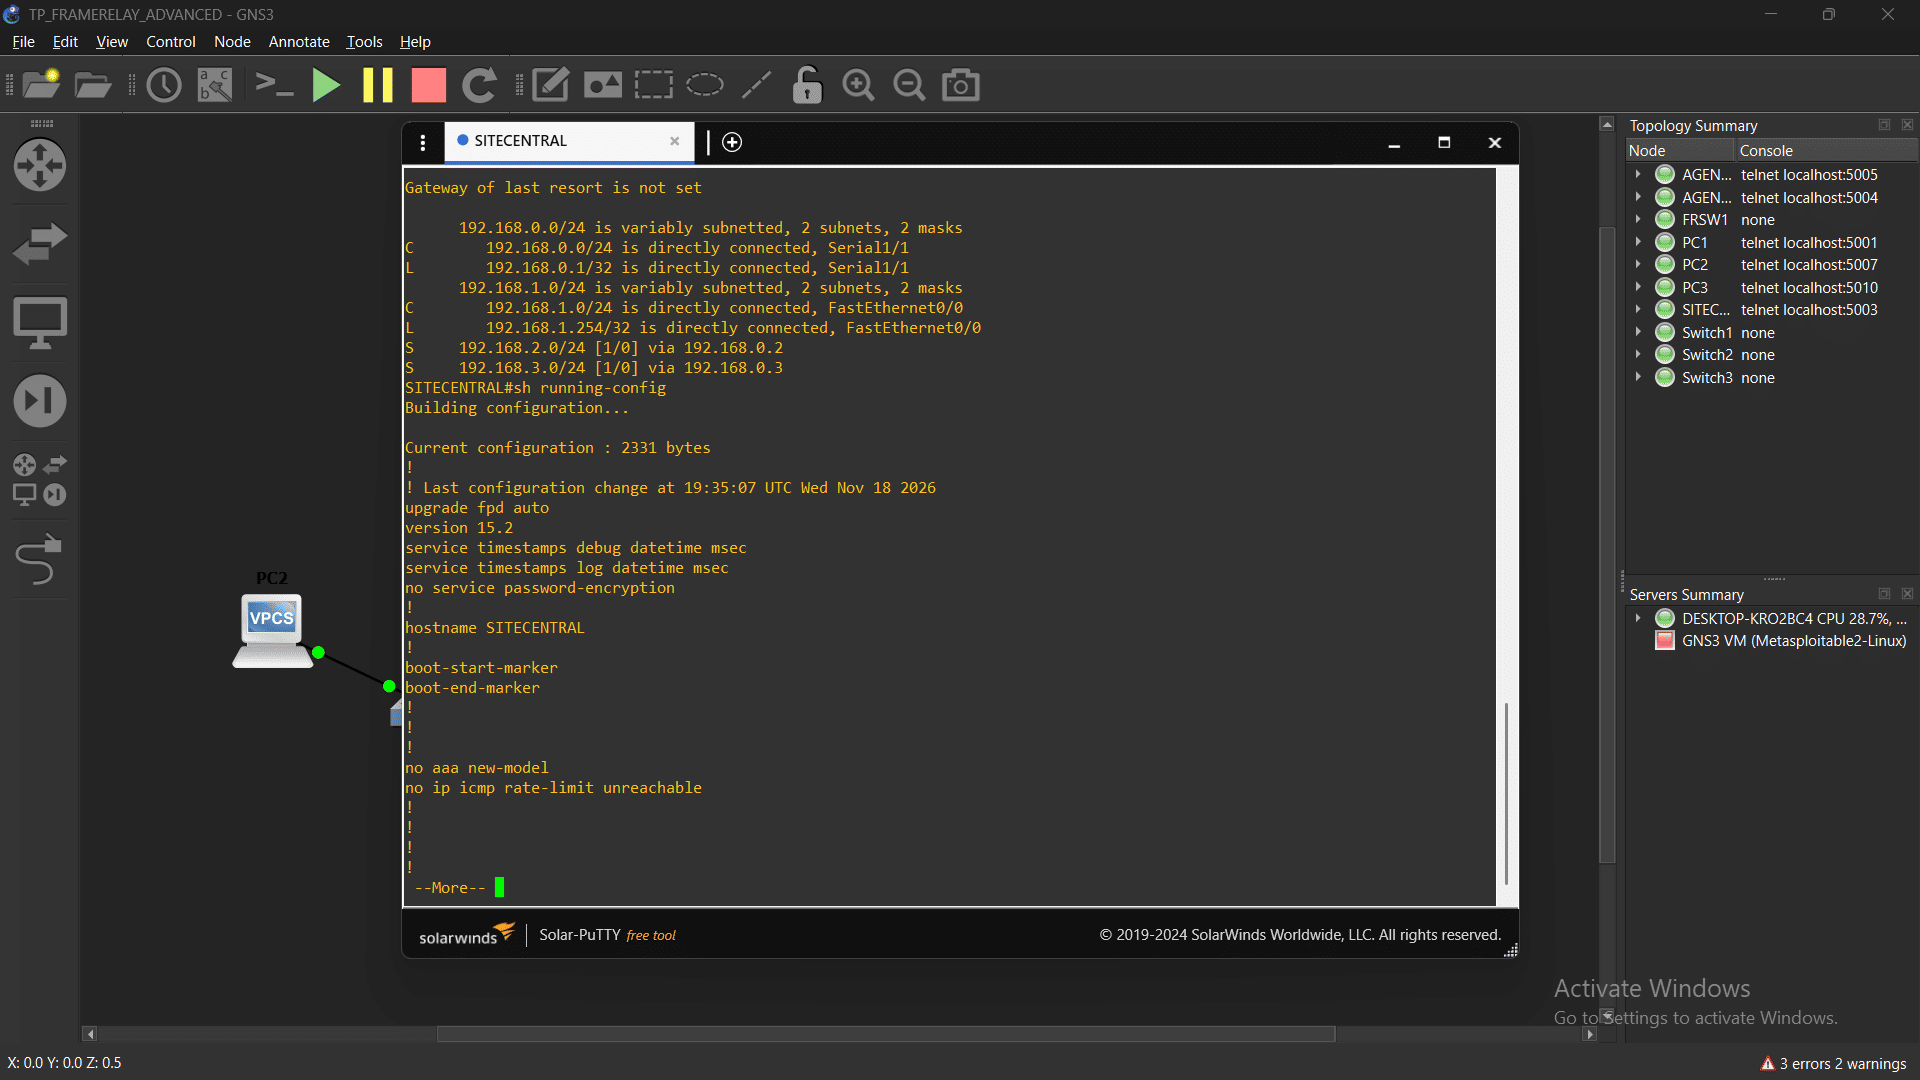 TP_FRAMERELAY_ADVANCED - GNS3
File Edit View Control Node Annotate Tools Help
SITECENTRAL
Gateway of last resort is not set
192.168.0.0/24 is variably subnetted, 2 subnets, 2 masks
C 192.168.0.0/24 is directly connected, Serial1/1
L 192.168.0.1/32 is directly connected, Serial1/1
192.168.1.0/24 is variably subnetted, 2 subnets, 2 masks
C 192.168.1.0/24 is directly connected, FastEthernet0/0
L 192.168.1.254/32 is directly connected, FastEthernet0/0
S 192.168.2.0/24 [1/0] via 192.168.0.2
S 192.168.3.0/24 [1/0] via 192.168.0.3
SITECENTRAL#sh running-config
Building configuration...
Current configuration : 2331 bytes
!
! Last configuration change at 19:35:07 UTC Wed Nov 18 2026
upgrade fpd auto
version 15.2
service timestamps debug datetime msec
service timestamps log datetime msec
no service password-encryption
!
hostname SITECENTRAL
!
boot-start-marker
boot-end-marker
!
!
!
no aaa new-model
no ip icmp rate-limit unreachable
!
!
!
!
--More--
solarwinds Solar-PuTTY free tool
© 2019-2024 SolarWinds Worldwide, LLC. All rights reserved.
PC2
VPCS
Topology Summary
Node Console
AGEN... telnet localhost:5005
AGEN... telnet localhost:5004
FRSW1 none
PC1 telnet localhost:5001
PC2 telnet localhost:5007
PC3 telnet localhost:5010
SITEC... telnet localhost:5003
Switch1 none
Switch2 none
Switch3 none
Servers Summary
DESKTOP-KRO2BC4 CPU 28.7%, ...
GNS3 VM (Metasploitable2-Linux)
Activate Windows
Go to Settings to activate Windows.
X: 0.0 Y: 0.0 Z: 0.5
3 errors 2 warnings